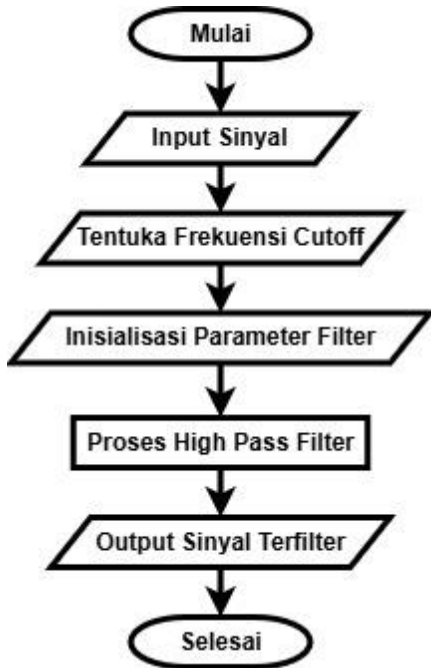 Mulai
Input Sinyal
Tentuka Frekuensi Cutoff
Inisialisasi Parameter Filter
Proses High Pass Filter
Output Sinyal Terfilter
Selesai